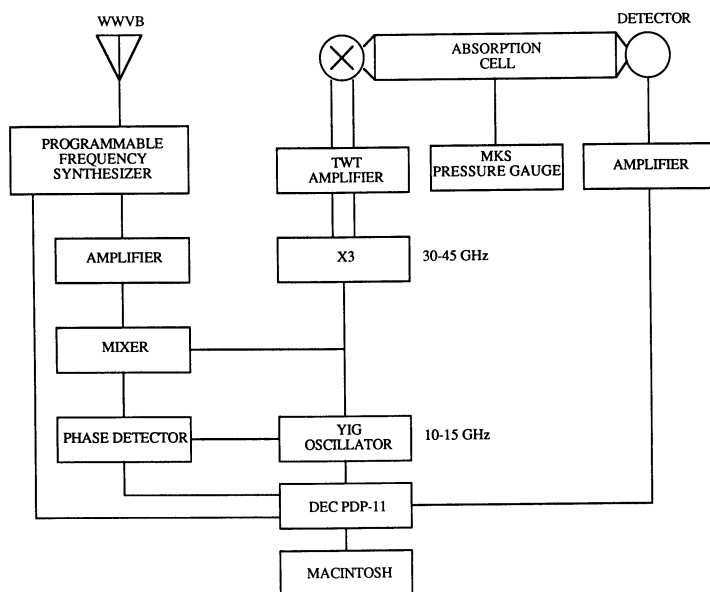 WWVB
DETECTOR
ABSORPTION
CELL
PROGRAMMABLE
FREQUENCY
SYNTHESIZER
TWT
AMPLIFIER
MKS
PRESSURE GAUGE
AMPLIFIER
AMPLIFIER
X3
30-45 GHz
MIXER
PHASE DETECTOR
YIG
OSCILLATOR
10-15 GHz
DEC PDP-11
MACINTOSH